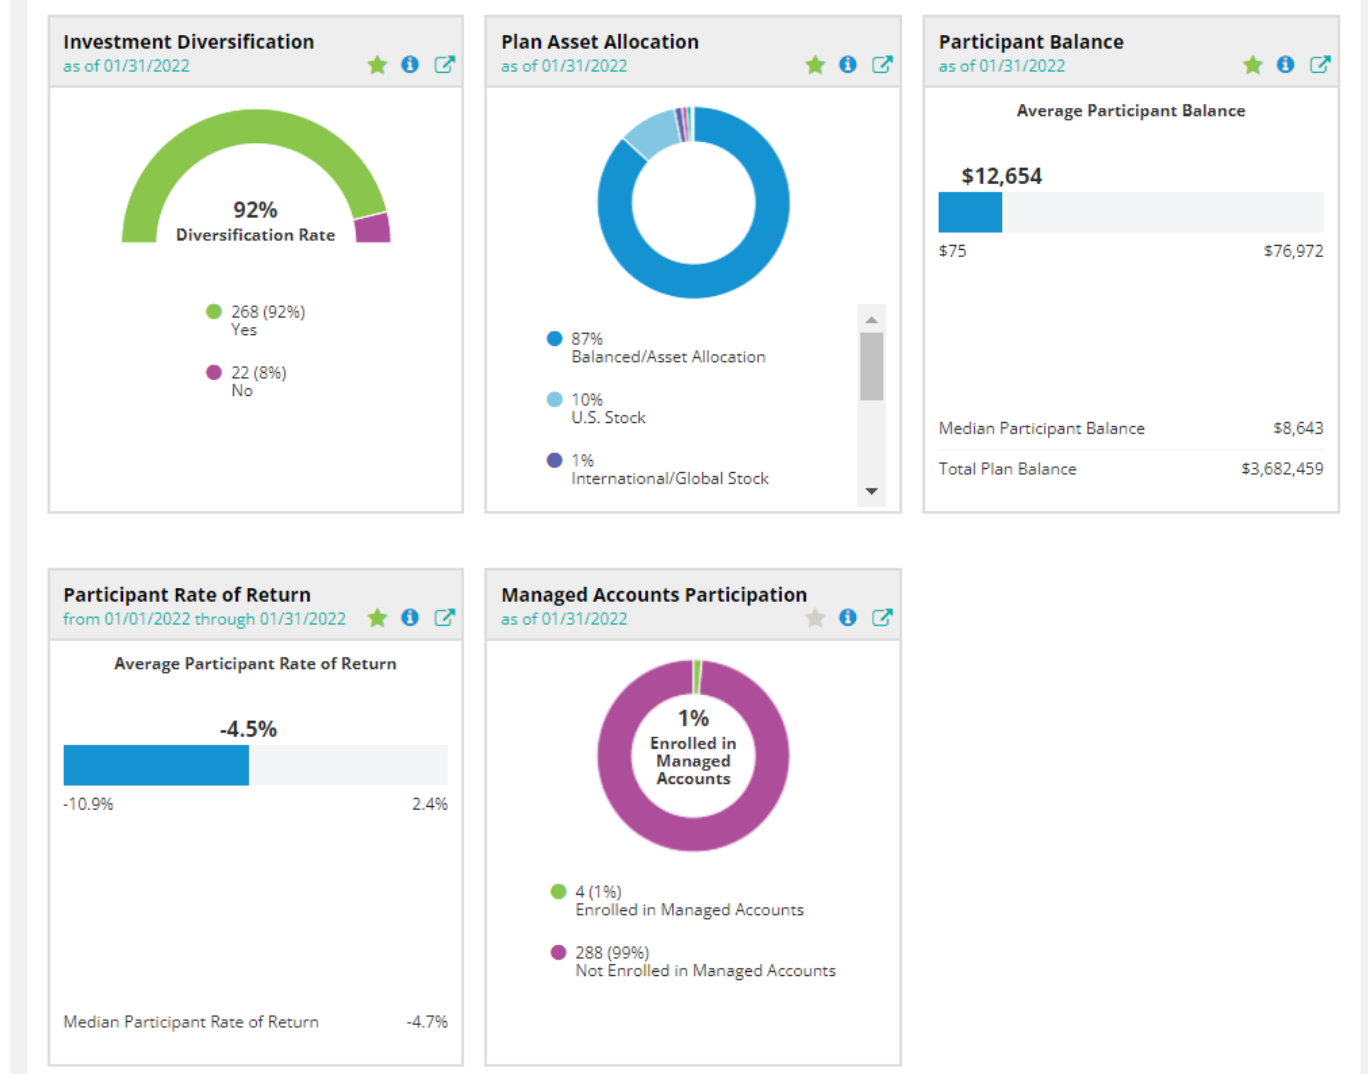 Investment Diversification
as of 01/31/2022
92%
Diversification Rate
268 (92%)
Yes
22 (8%)
No
Plan Asset Allocation
as of 01/31/2022
87%
Balanced/Asset Allocation
10%
U.S. Stock
1%
International/Global Stock
Participant Balance
as of 01/31/2022
Average Participant Balance
$12,654
$75 $76,972
Median Participant Balance $8,643
Total Plan Balance $3,682,459
Participant Rate of Return
from 01/01/2022 through 01/31/2022
Average Participant Rate of Return
-4.5%
-10.9% 2.4%
Median Participant Rate of Return -4.7%
Managed Accounts Participation
as of 01/31/2022
1%
Enrolled in
Managed
Accounts
4 (1%)
Enrolled in Managed Accounts
288 (99%)
Not Enrolled in Managed Accounts